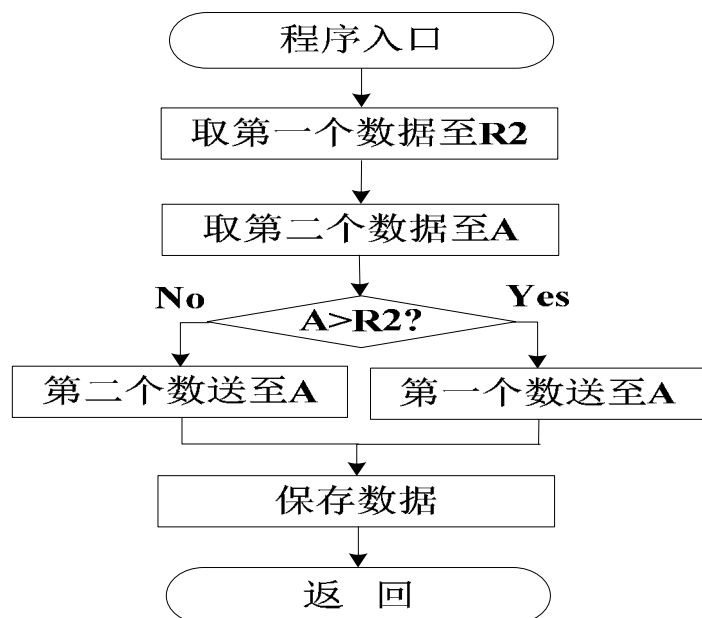 程序入口
取第一个数据至R2
取第二个数据至A
No
Yes
A>R2?
第二个数送至A
第一个数送至A
保存数据
返 回